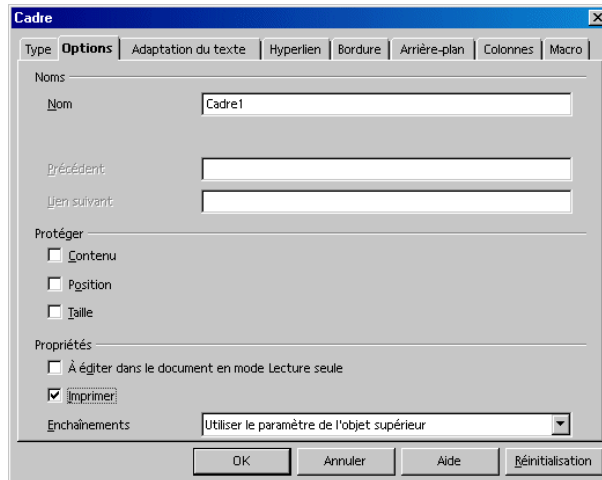 Cadre
Type Options Adaptation du texte Hyperlien Bordure Arrière-plan Colonnes Macro
Noms
Nom Cadre1
Précédent
Lien suivant
Protéger
Contenu
Position
Taille
Propriétés
À éditer dans le document en mode Lecture seule
Imprimer
Enchaînements Utiliser le paramètre de l'objet supérieur
OK Annuler Aide Réinitialisation